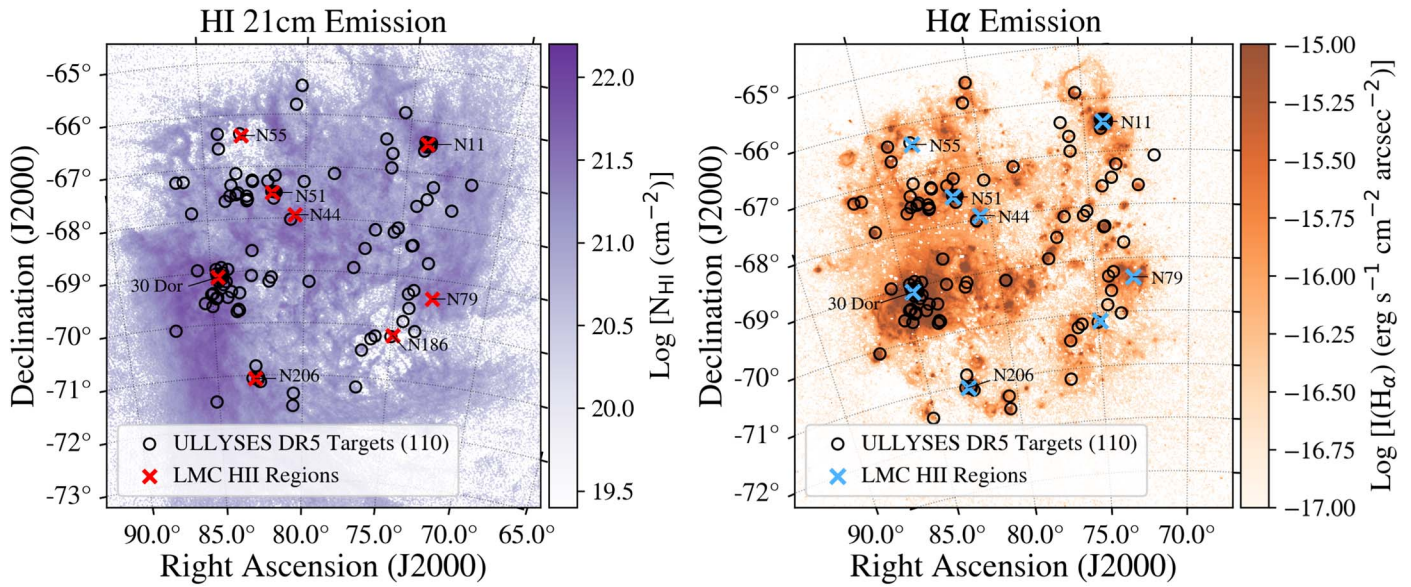 HI 21cm Emission
-65°
-66°
-67°
-68°
-69°
-70°
-71°
-72°
-73°
Declination (J2000)
N55
N11
N51
N44
30 Dor
N79
N186
N206
ULLYSES DR5 Targets (110)
LMC HII Regions
90.0° 85.0° 80.0° 75.0° 70.0° 65.0°
Right Ascension (J2000)
22.0
21.5
21.0
20.5
20.0
19.5
Log [N_HI (cm⁻²)]
Hα Emission
-65°
-66°
-67°
-68°
-69°
-70°
-71°
-72°
Declination (J2000)
N11
N55
N51
N44
N79
30 Dor
N206
ULLYSES DR5 Targets (110)
LMC HII Regions
90.0° 85.0° 80.0° 75.0° 70.0°
Right Ascension (J2000)
−15.00
−15.25
−15.50
−15.75
−16.00
−16.25
−16.50
−16.75
−17.00
Log [I(H_α) (erg s⁻¹ cm⁻² arcsec⁻²)]